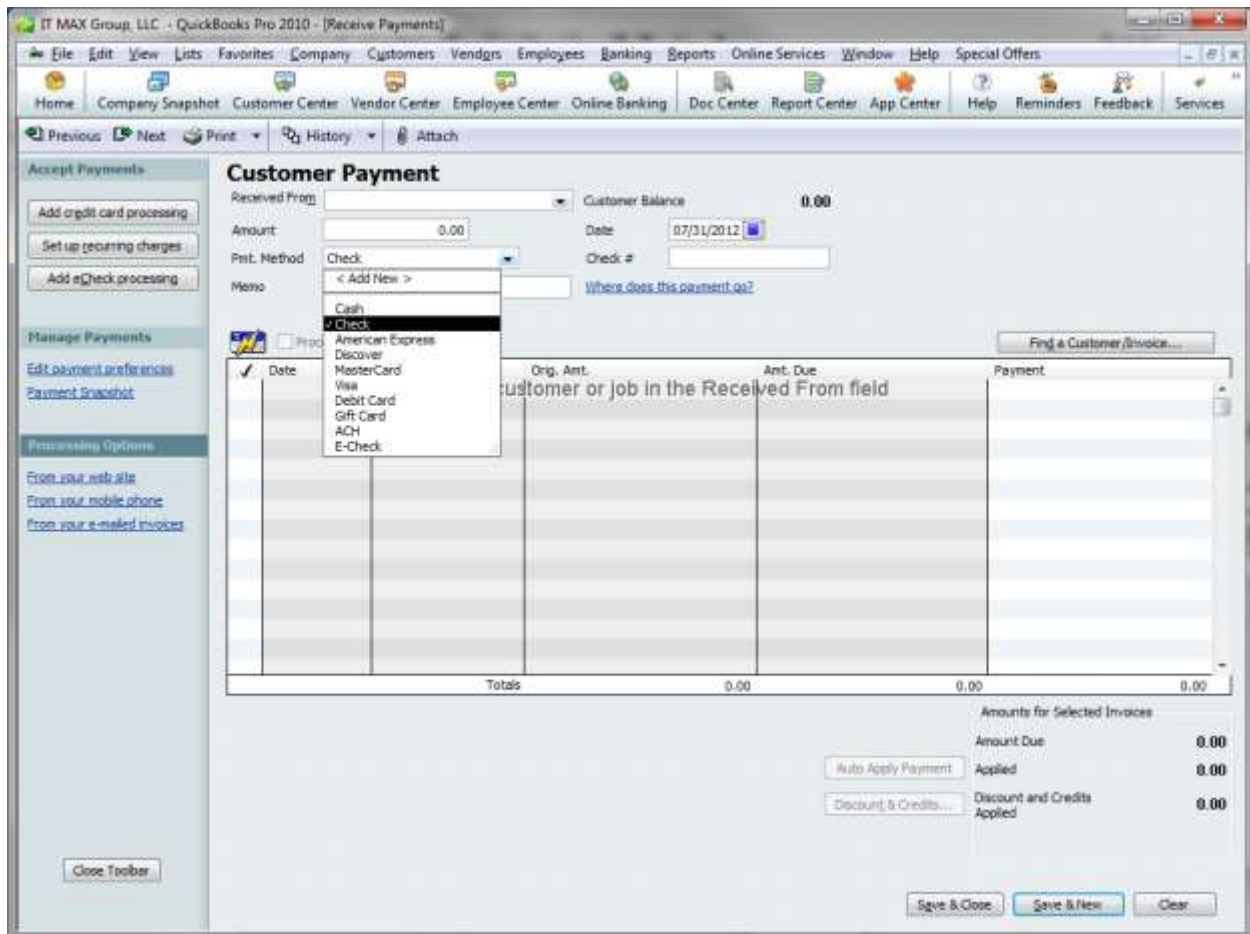 IT MAX Group, LLC - QuickBooks Pro 2010 - [Receive Payments]
File Edit View Lists Favorites Company Customers Vendors Employees Banking Reports Online Services Window Help Special Offers
Home Company Snapshot Customer Center Vendor Center Employee Center Online Banking Doc Center Report Center App Center Help Reminders Feedback Services
Previous Next Print History Attach
Accept Payments
Add credit card processing
Set up recurring charges
Add eCheck processing
Manage Payments
Edit payment preferences
Payment Snapshot
Processing Options
From your web site
From your mobile phone
From your e-mailed invoices
Close Toolbar
Customer Payment
Received From Customer Balance 0.00
Amount 0.00 Date 07/31/2012
Pmt. Method Check Check #
Memo Where does this payment go?
< Add New >
Cash
✓ Check
American Express
Discover
MasterCard
Visa
Debit Card
Gift Card
ACH
E-Check
Find a Customer/Invoice...
✓ Date Orig. Amt. Amt. Due Payment
customer or job in the Received From field
Totals 0.00 0.00 0.00
Amounts for Selected Invoices
Amount Due 0.00
Auto Apply Payment Applied 0.00
Discount & Credits... Discount and Credits Applied 0.00
Save & Close Save & New Clear